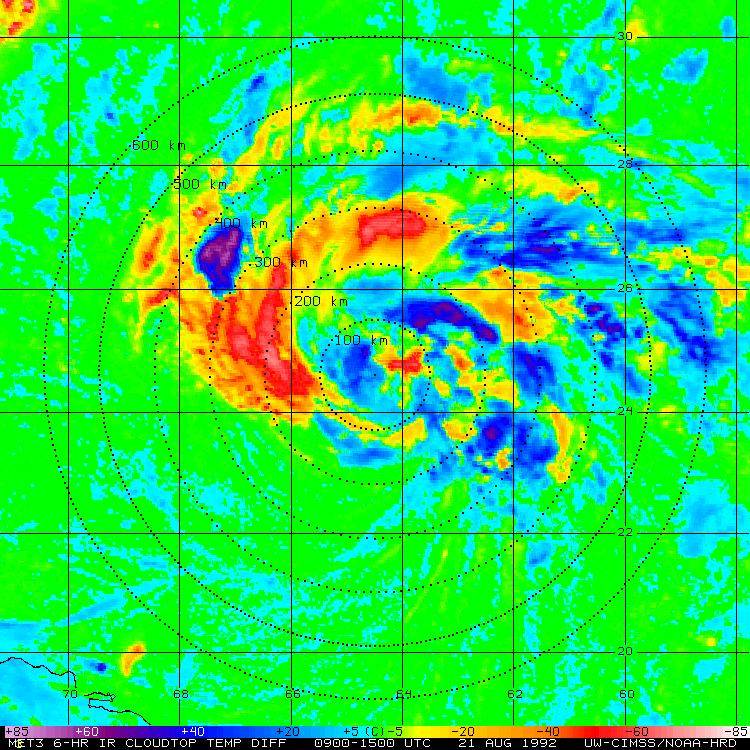 30
600 km
28
500 km
400 km
300 km
26
200 km
100 km
24
22
20
70 68 66 64 62 60
+85 +60 +40 +20 +5 (C) -5 -20 -40 -60 -85
MET3 6-HR IR CLOUDTOP TEMP DIFF 0900-1500 UTC 21 AUG 1992 UW-CIMSS/NOAA-HRD